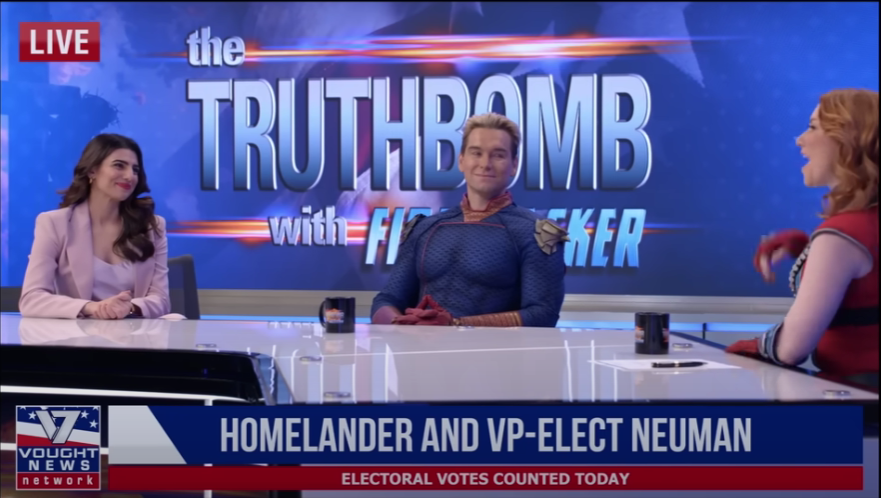 LIVE
the
TRUTHBOMB
with
HOMELANDER AND VP-ELECT NEUMAN
V
VOUGHT
NEWS
network
ELECTORAL VOTES COUNTED TODAY